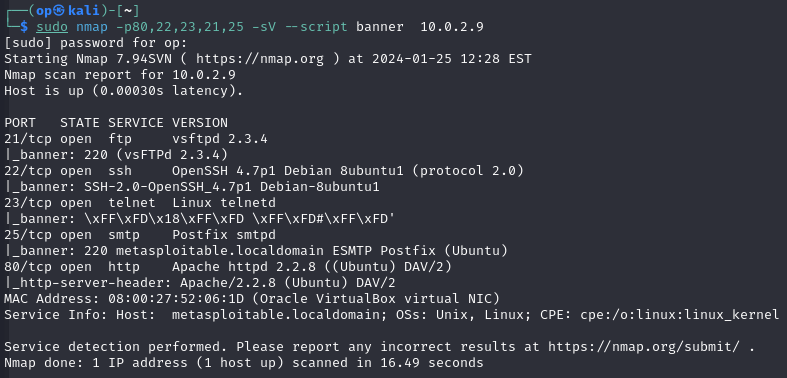 ┌──(op㉿kali)-[~]
└─$ sudo nmap -p80,22,23,21,25 -sV --script banner  10.0.2.9
[sudo] password for op:
Starting Nmap 7.94SVN ( https://nmap.org ) at 2024-01-25 12:28 EST
Nmap scan report for 10.0.2.9
Host is up (0.00030s latency).

PORT   STATE SERVICE VERSION
21/tcp open  ftp     vsftpd 2.3.4
|_banner: 220 (vsFTPd 2.3.4)
22/tcp open  ssh     OpenSSH 4.7p1 Debian 8ubuntu1 (protocol 2.0)
|_banner: SSH-2.0-OpenSSH_4.7p1 Debian-8ubuntu1
23/tcp open  telnet  Linux telnetd
|_banner: \xFF\xFD\x18\xFF\xFD \xFF\xFD#\xFF\xFD'
25/tcp open  smtp    Postfix smtpd
|_banner: 220 metasploitable.localdomain ESMTP Postfix (Ubuntu)
80/tcp open  http    Apache httpd 2.2.8 ((Ubuntu) DAV/2)
|_http-server-header: Apache/2.2.8 (Ubuntu) DAV/2
MAC Address: 08:00:27:52:06:1D (Oracle VirtualBox virtual NIC)
Service Info: Host:  metasploitable.localdomain; OSs: Unix, Linux; CPE: cpe:/o:linux:linux_kernel

Service detection performed. Please report any incorrect results at https://nmap.org/submit/ .
Nmap done: 1 IP address (1 host up) scanned in 16.49 seconds